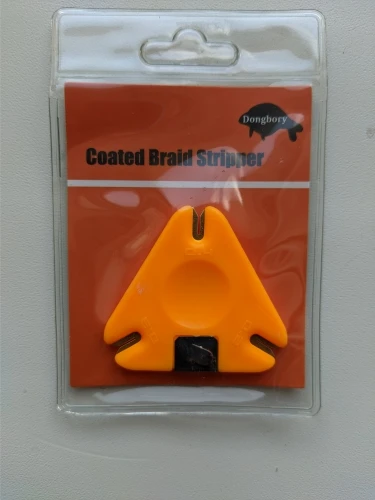 Dongbory
Coated Braid Stripper